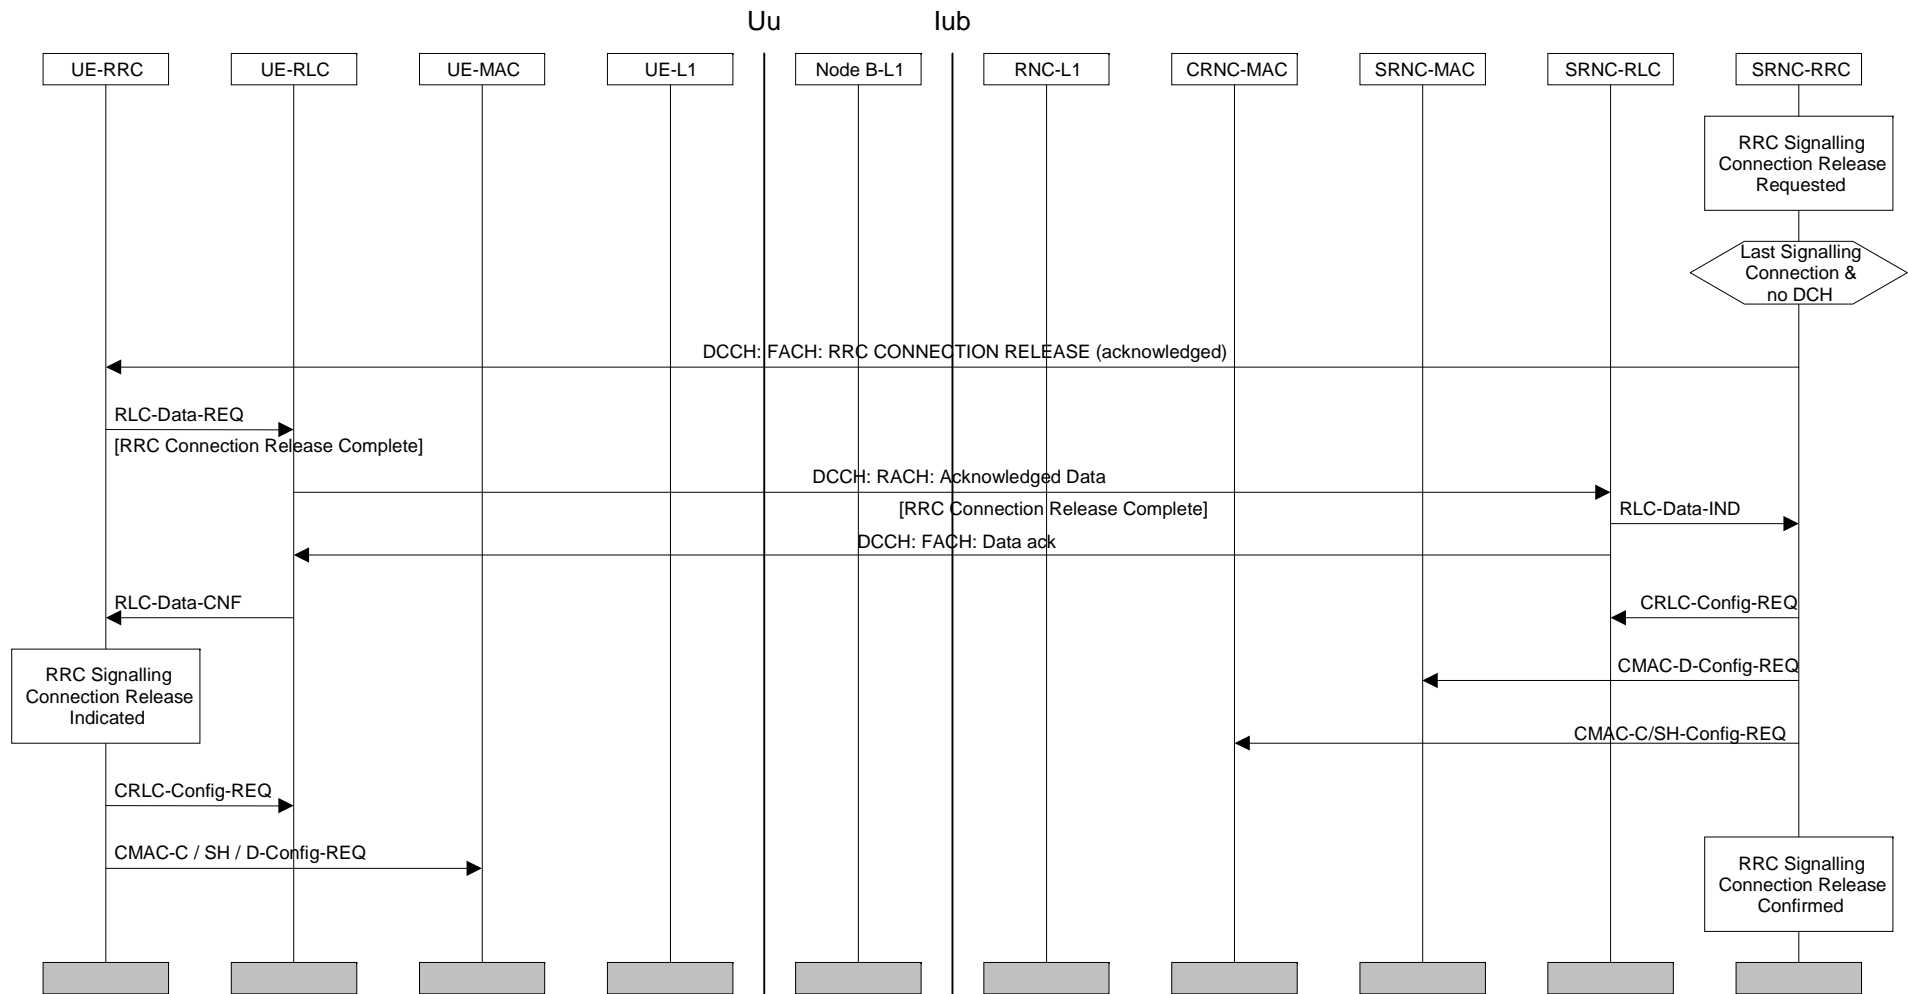 Uu
Iub
UE-RRC
UE-RLC
UE-MAC
UE-L1
Node B-L1
RNC-L1
CRNC-MAC
SRNC-MAC
SRNC-RLC
SRNC-RRC
RRC Signalling
Connection Release
Requested
Last Signalling
Connection &
no DCH
DCCH: FACH: RRC CONNECTION RELEASE (acknowledged)
RLC-Data-REQ
[RRC Connection Release Complete]
DCCH: RACH: Acknowledged Data
[RRC Connection Release Complete]
RLC-Data-IND
DCCH: FACH: Data ack
RLC-Data-CNF
CRLC-Config-REQ
RRC Signalling
Connection Release
Indicated
CMAC-D-Config-REQ
CMAC-C/SH-Config-REQ
CRLC-Config-REQ
CMAC-C / SH / D-Config-REQ
RRC Signalling
Connection Release
Confirmed